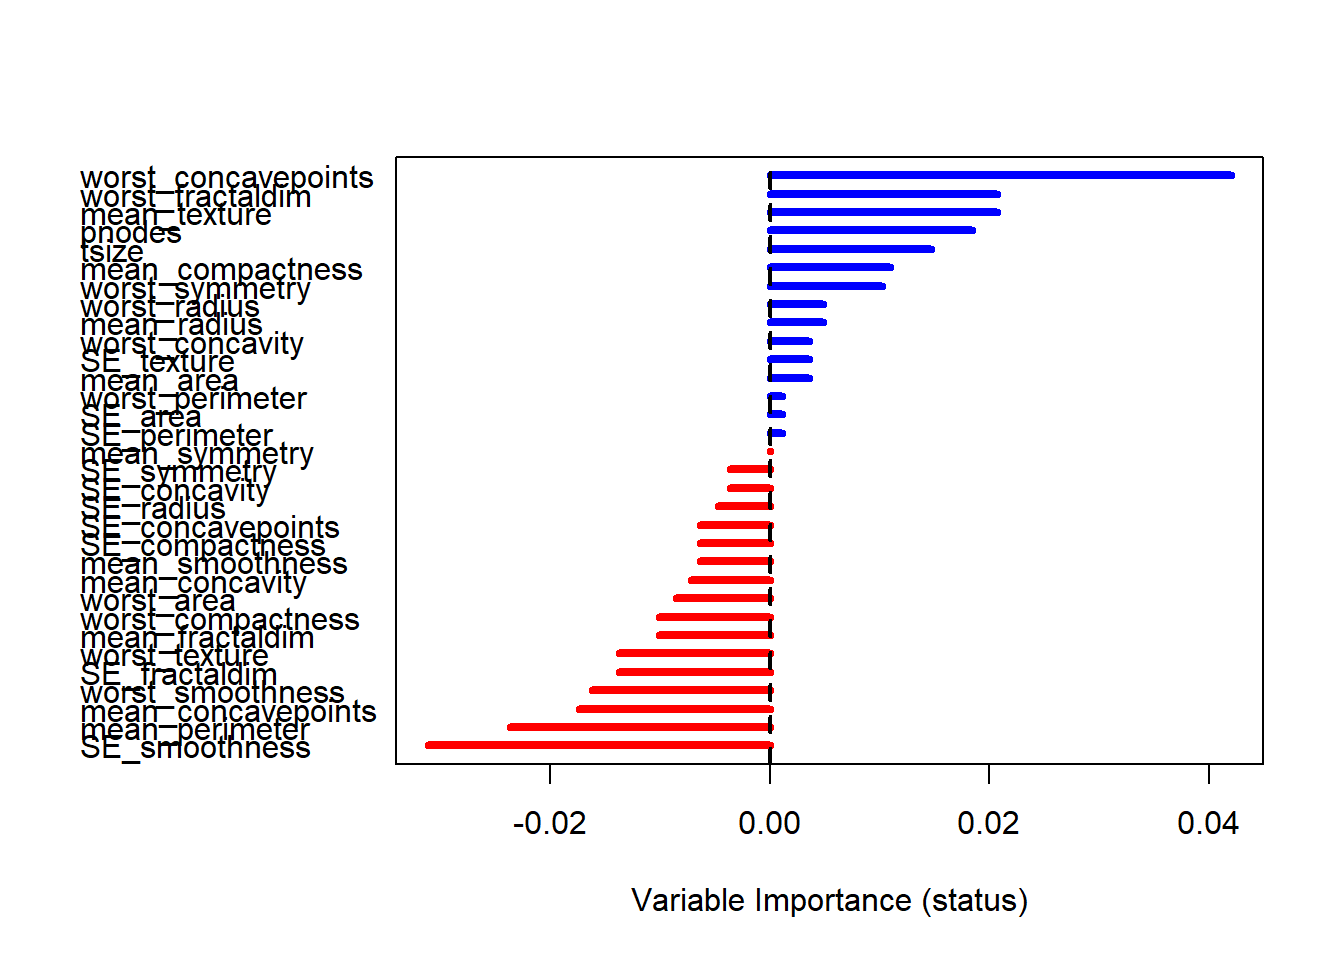 worst_concavepoints
worst_fractaldim
mean_texture
pnodes
tsize
mean_compactness
worst_symmetry
worst_radius
mean_radius
worst_concavity
SE_texture
mean_area
worst_perimeter
SE_area
SE_perimeter
mean_symmetry
SE_symmetry
SE_concavity
SE_radius
SE_concavepoints
SE_compactness
mean_smoothness
mean_concavity
worst_area
worst_compactness
mean_fractaldim
worst_texture
SE_fractaldim
worst_smoothness
mean_concavepoints
mean_perimeter
SE_smoothness
-0.02 0.00 0.02 0.04
Variable Importance (status)